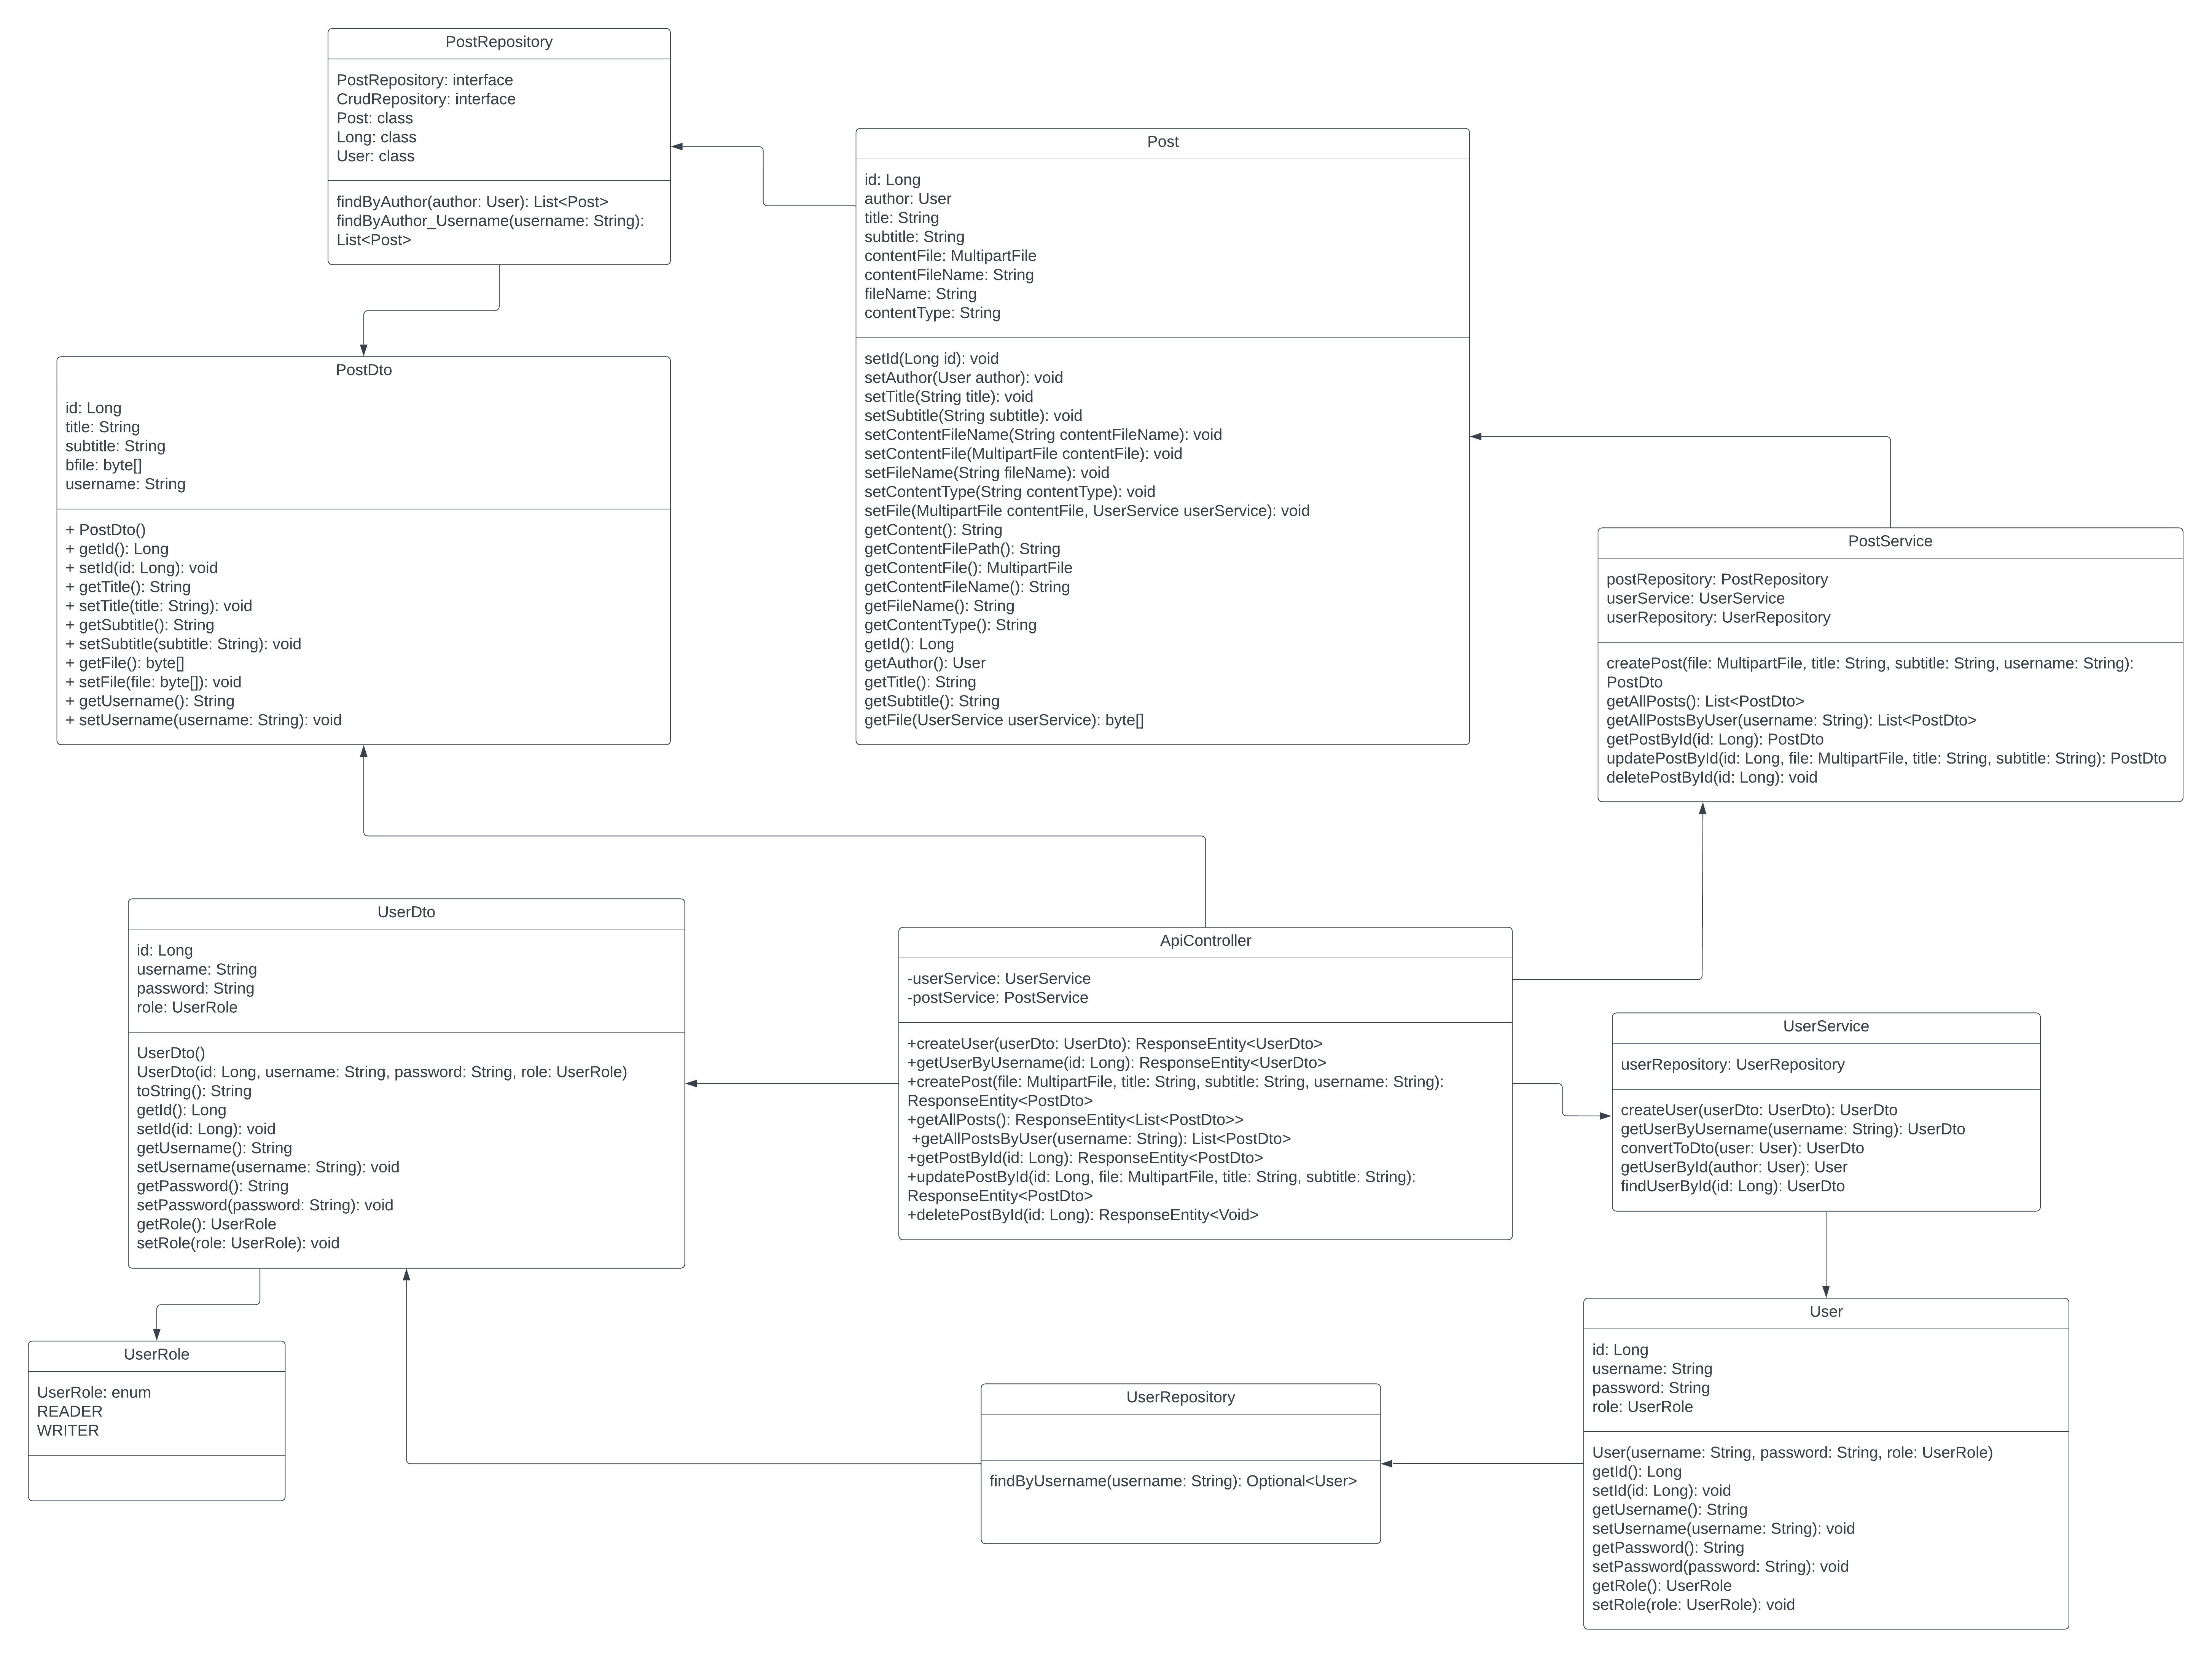 PostRepository
PostRepository: interface
CrudRepository: interface
Post: class
Long: class
User: class
findByAuthor(author: User): List<Post>
findByAuthor_Username(username: String):
List<Post>
Post
id: Long
author: User
title: String
subtitle: String
contentFile: MultipartFile
contentFileName: String
fileName: String
contentType: String
setId(Long id): void
setAuthor(User author): void
setTitle(String title): void
setSubtitle(String subtitle): void
setContentFileName(String contentFileName): void
setContentFile(MultipartFile contentFile): void
setFileName(String fileName): void
setContentType(String contentType): void
setFile(MultipartFile contentFile, UserService userService): void
getContent(): String
getContentFilePath(): String
getContentFile(): MultipartFile
getContentFileName(): String
getFileName(): String
getContentType(): String
getId(): Long
getAuthor(): User
getTitle(): String
getSubtitle(): String
getFile(UserService userService): byte[]
PostDto
id: Long
title: String
subtitle: String
bfile: byte[]
username: String
+ PostDto()
+ getId(): Long
+ setId(id: Long): void
+ getTitle(): String
+ setTitle(title: String): void
+ getSubtitle(): String
+ setSubtitle(subtitle: String): void
+ getFile(): byte[]
+ setFile(file: byte[]): void
+ getUsername(): String
+ setUsername(username: String): void
PostService
postRepository: PostRepository
userService: UserService
userRepository: UserRepository
createPost(file: MultipartFile, title: String, subtitle: String, username: String):
PostDto
getAllPosts(): List<PostDto>
getAllPostsByUser(username: String): List<PostDto>
getPostById(id: Long): PostDto
updatePostById(id: Long, file: MultipartFile, title: String, subtitle: String): PostDto
deletePostById(id: Long): void
UserDto
id: Long
username: String
password: String
role: UserRole
UserDto()
UserDto(id: Long, username: String, password: String, role: UserRole)
toString(): String
getId(): Long
setId(id: Long): void
getUsername(): String
setUsername(username: String): void
getPassword(): String
setPassword(password: String): void
getRole(): UserRole
setRole(role: UserRole): void
ApiController
-userService: UserService
-postService: PostService
+createUser(userDto: UserDto): ResponseEntity<UserDto>
+getUserByUsername(id: Long): ResponseEntity<UserDto>
+createPost(file: MultipartFile, title: String, subtitle: String, username: String):
ResponseEntity<PostDto>
+getAllPosts(): ResponseEntity<List<PostDto>>
+getAllPostsByUser(username: String): List<PostDto>
+getPostById(id: Long): ResponseEntity<PostDto>
+updatePostById(id: Long, file: MultipartFile, title: String, subtitle: String):
ResponseEntity<PostDto>
+deletePostById(id: Long): ResponseEntity<Void>
UserService
userRepository: UserRepository
createUser(userDto: UserDto): UserDto
getUserByUsername(username: String): UserDto
convertToDto(user: User): UserDto
getUserById(author: User): User
findUserById(id: Long): UserDto
UserRole
UserRole: enum
READER
WRITER
UserRepository
findByUsername(username: String): Optional<User>
User
id: Long
username: String
password: String
role: UserRole
User(username: String, password: String, role: UserRole)
getId(): Long
setId(id: Long): void
getUsername(): String
setUsername(username: String): void
getPassword(): String
setPassword(password: String): void
getRole(): UserRole
setRole(role: UserRole): void